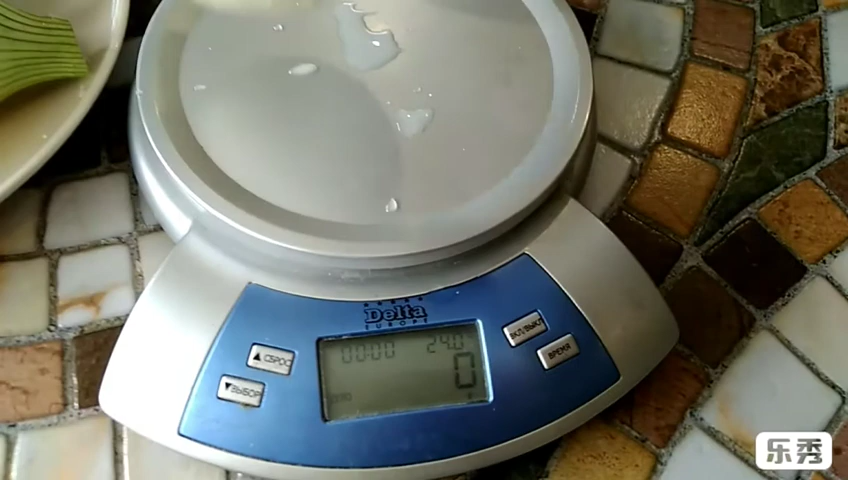 Delta
EUROPE
▲ СБРОС
▼ВЫБОР
00:00
24.0°
0
ВКЛ/ВЫКЛ
ВРЕМЯ
乐秀